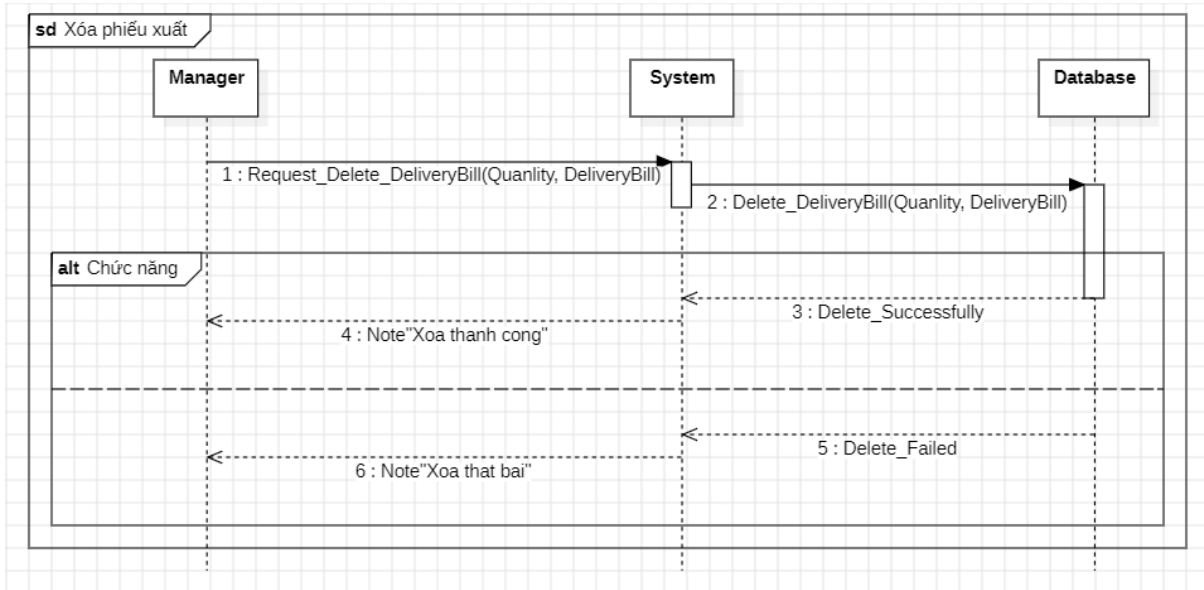 sd Xóa phiếu xuất
Manager
System
Database
1 : Request_Delete_DeliveryBill(Quanlity, DeliveryBill)
2 : Delete_DeliveryBill(Quanlity, DeliveryBill)
alt Chức năng
3 : Delete_Successfully
4 : Note"Xoa thanh cong"
5 : Delete_Failed
6 : Note"Xoa that bai"